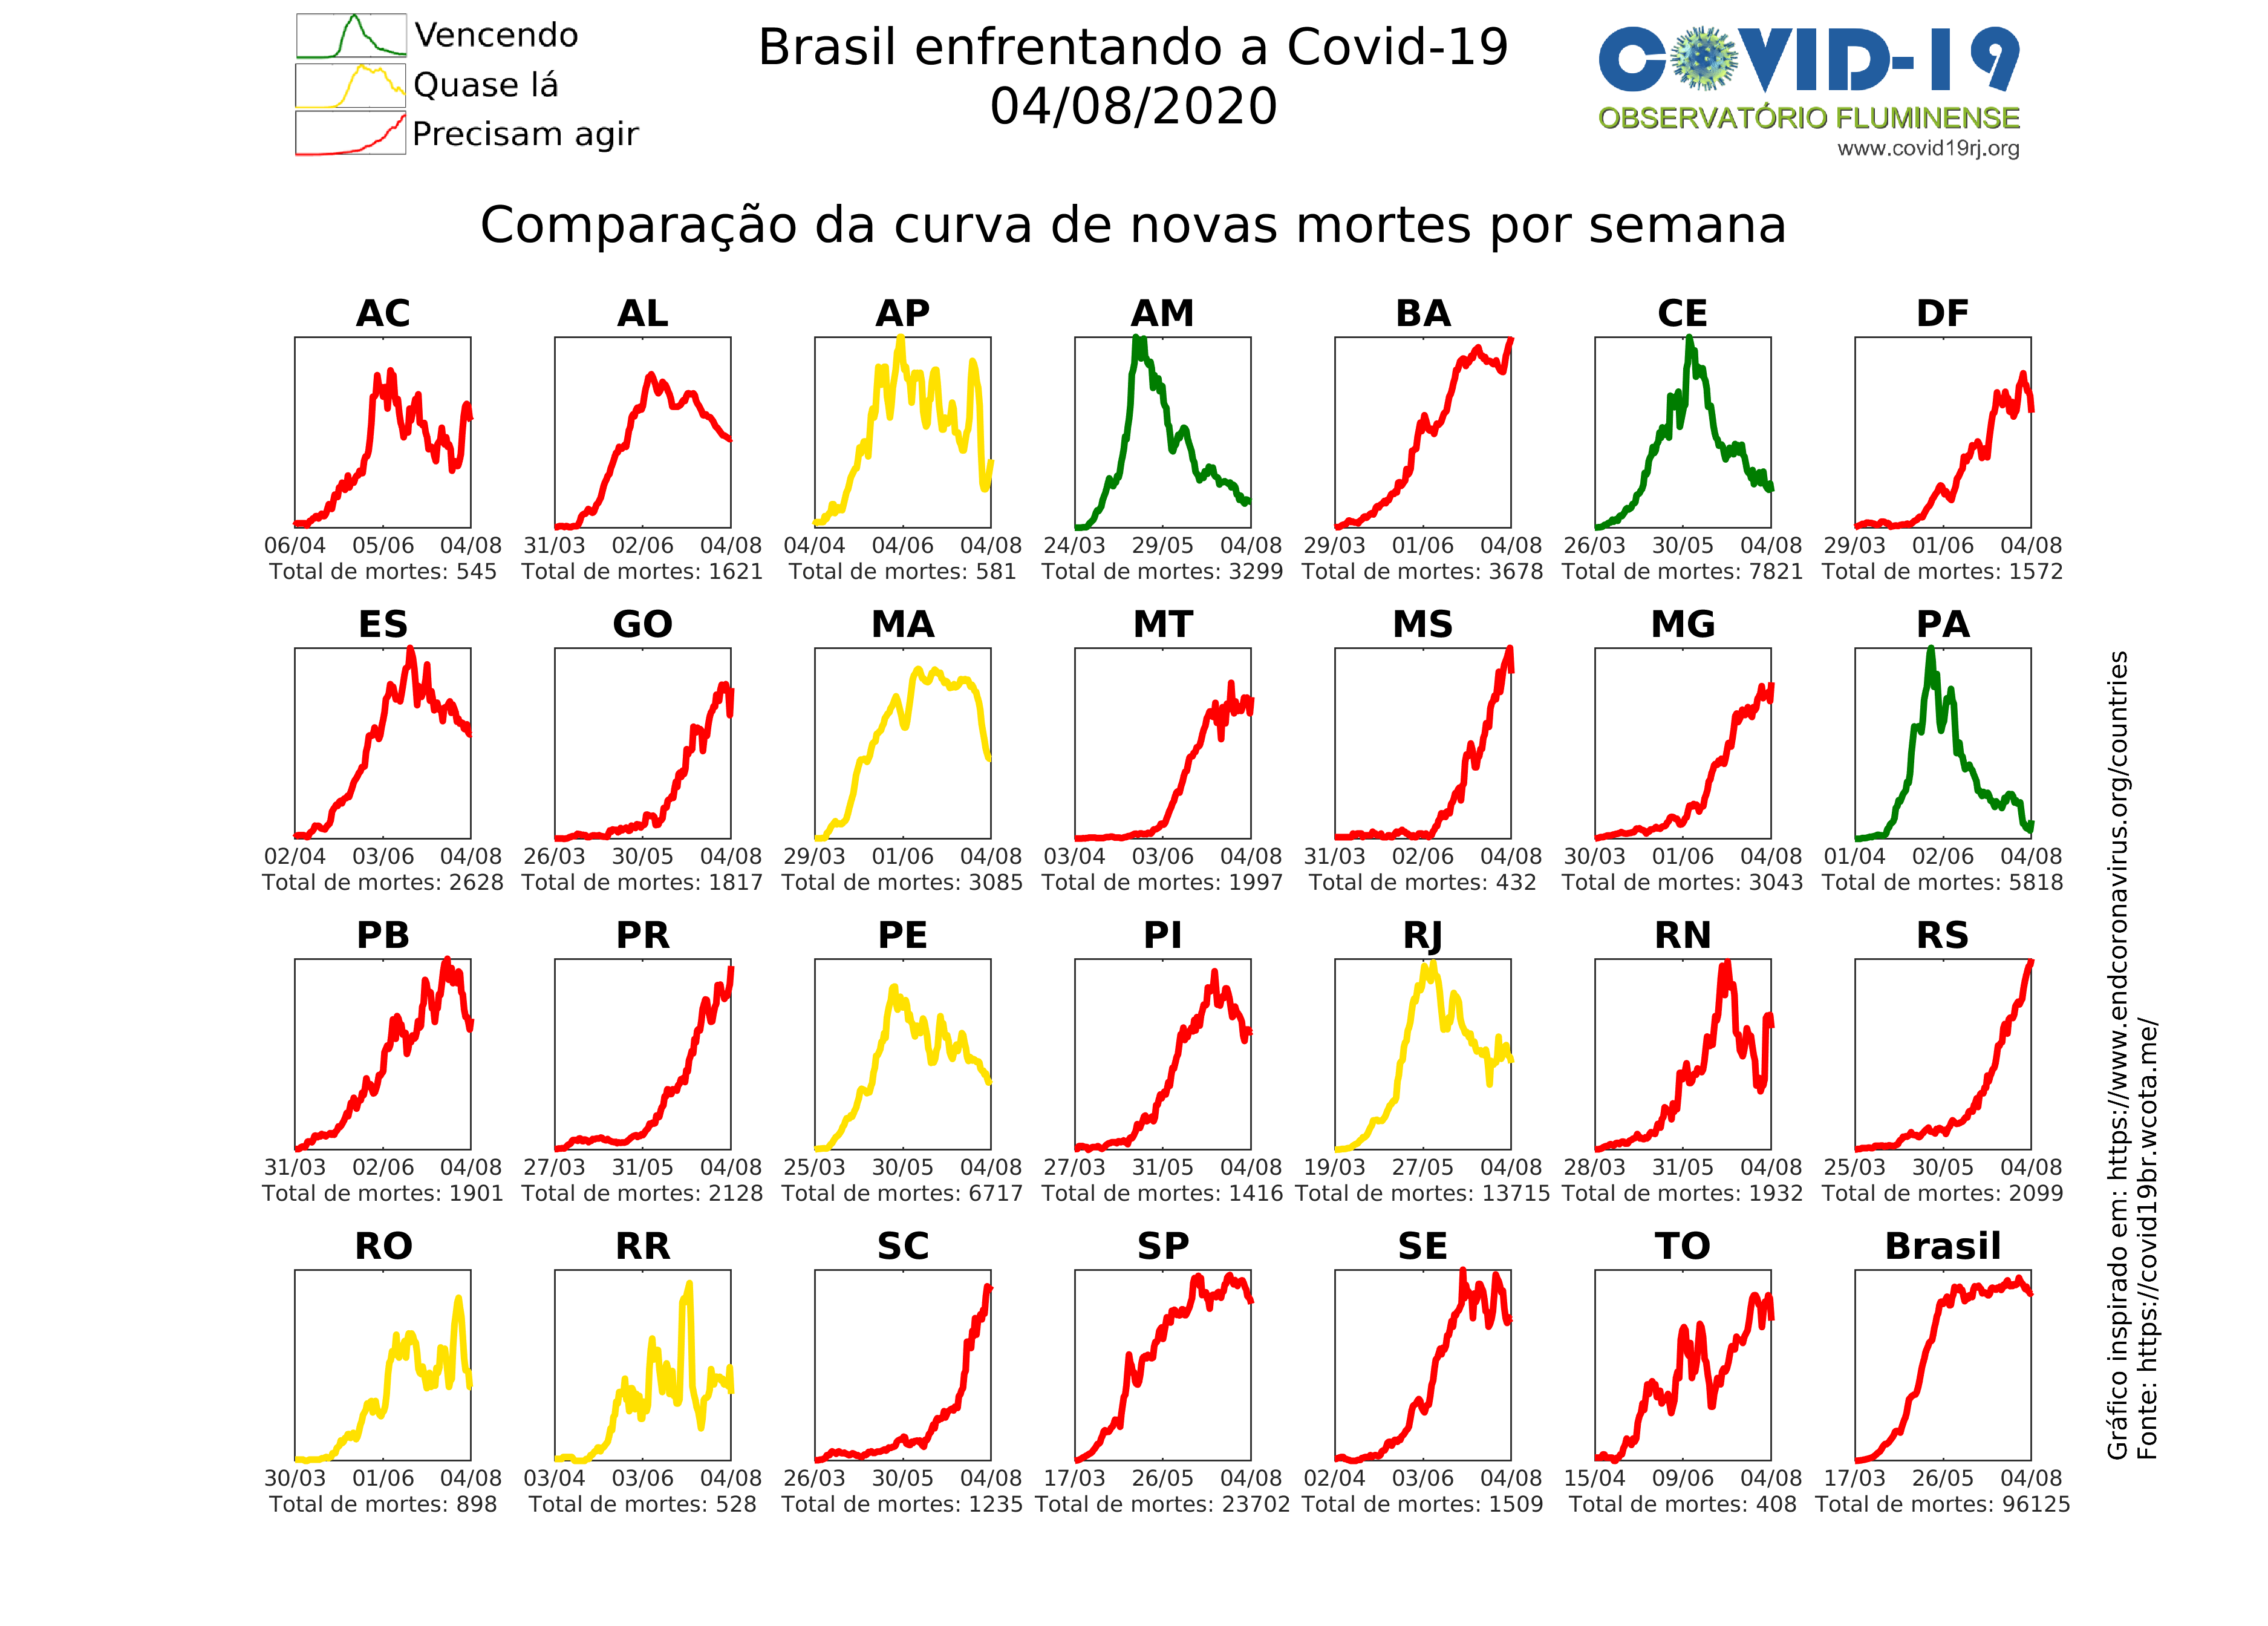 Vencendo
Quase lá
Precisam agir
Brasil enfrentando a Covid-19
04/08/2020
COVID-19
OBSERVATÓRIO FLUMINENSE
www.covid19rj.org
Comparação da curva de novas mortes por semana
AC AL AP AM BA CE DF
06/04 05/06 04/08 31/03 02/06 04/08 04/04 04/06 04/08 24/03 29/05 04/08 29/03 01/06 04/08 26/03 30/05 04/08 29/03 01/06 04/08
Total de mortes: 545 Total de mortes: 1621 Total de mortes: 581 Total de mortes: 3299 Total de mortes: 3678 Total de mortes: 7821 Total de mortes: 1572
ES GO MA MT MS MG PA
02/04 03/06 04/08 26/03 30/05 04/08 29/03 01/06 04/08 03/04 03/06 04/08 31/03 02/06 04/08 30/03 01/06 04/08 01/04 02/06 04/08
Total de mortes: 2628 Total de mortes: 1817 Total de mortes: 3085 Total de mortes: 1997 Total de mortes: 432 Total de mortes: 3043 Total de mortes: 5818
PB PR PE PI RJ RN RS
31/03 02/06 04/08 27/03 31/05 04/08 25/03 30/05 04/08 27/03 31/05 04/08 19/03 27/05 04/08 28/03 31/05 04/08 25/03 30/05 04/08
Total de mortes: 1901 Total de mortes: 2128 Total de mortes: 6717 Total de mortes: 1416 Total de mortes: 13715 Total de mortes: 1932 Total de mortes: 2099
RO RR SC SP SE TO Brasil
30/03 01/06 04/08 03/04 03/06 04/08 26/03 30/05 04/08 17/03 26/05 04/08 02/04 03/06 04/08 15/04 09/06 04/08 17/03 26/05 04/08
Total de mortes: 898 Total de mortes: 528 Total de mortes: 1235 Total de mortes: 23702 Total de mortes: 1509 Total de mortes: 408 Total de mortes: 96125
Gráfico inspirado em: https://www.endcoronavirus.org/countries
Fonte: https://covid19br.wcota.me/